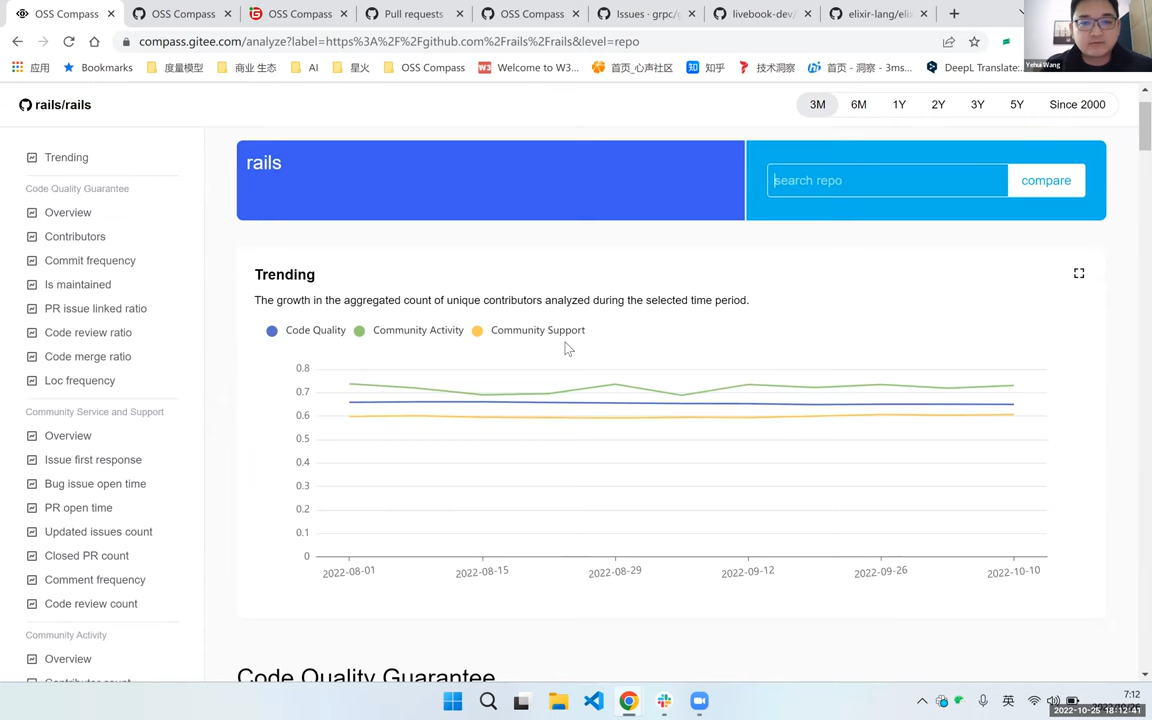 OSS Compass
OSS Compass
OSS Compass
Pull requests
OSS Compass
Issues · grpc/g
livebook-dev/
elixir-lang/eli
compass.gitee.com/analyze?label=https%3A%2F%2Fgithub.com%2Frails%2Frails&level=repo
Yehui Wang
应用
Bookmarks
度量模型
商业 生态
AI
星火
OSS Compass
Welcome to W3...
首页_心声社区
知乎
技术洞察
首页 - 洞察 - 3ms...
DeepL Translate:...
rails/rails
3M
6M
1Y
2Y
3Y
5Y
Since 2000
Trending
Code Quality Guarantee
Overview
Contributors
Commit frequency
Is maintained
PR issue linked ratio
Code review ratio
Code merge ratio
Loc frequency
Community Service and Support
Overview
Issue first response
Bug issue open time
PR open time
Updated issues count
Closed PR count
Comment frequency
Code review count
Community Activity
Overview
rails
search repo
compare
Trending
The growth in the aggregated count of unique contributors analyzed during the selected time period.
Code Quality
Community Activity
Community Support
0.8
0.7
0.6
0.5
0.4
0.3
0.2
0.1
0
2022-08-01
2022-08-15
2022-08-29
2022-09-12
2022-09-26
2022-10-10
Code Quality Guarantee
英
7:12
2022-10-25 18:12:41